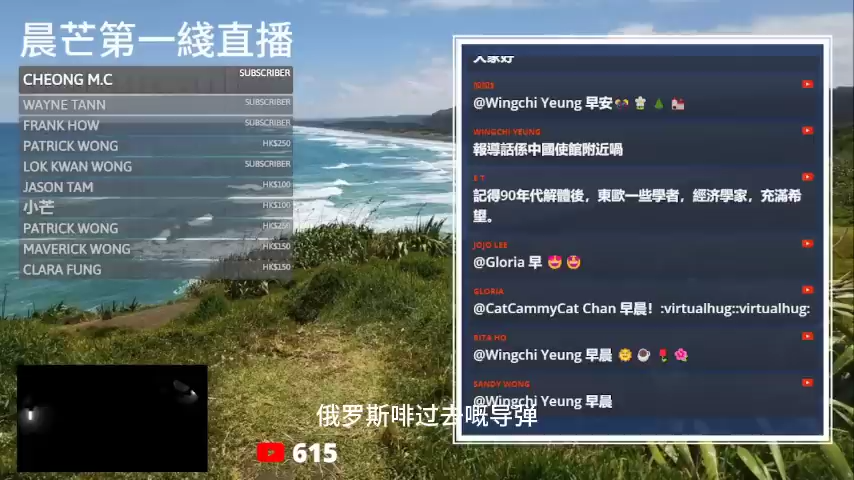 晨芒第一綫直播
CHEONG M.C SUBSCRIBER
WAYNE TANN SUBSCRIBER
FRANK HOW SUBSCRIBER
PATRICK WONG HK$250
LOK KWAN WONG SUBSCRIBER
JASON TAM HK$100
小芒 HK$100
PATRICK WONG HK$250
MAVERICK WONG HK$150
CLARA FUNG HK$150
大家好
@Wingchi Yeung 早安
WINGCHI YEUNG
報導話係中國使館附近喎
記得90年代解體後，東歐一些學者，經濟學家，充滿希
望。
JOJO LEE
@Gloria 早
GLORIA
@CatCammyCat Chan 早晨！:virtualhug::virtualhug:
RITA HO
@Wingchi Yeung 早晨
SANDY WONG
@Wingchi Yeung 早晨
俄罗斯啡过去嘅导弹
615